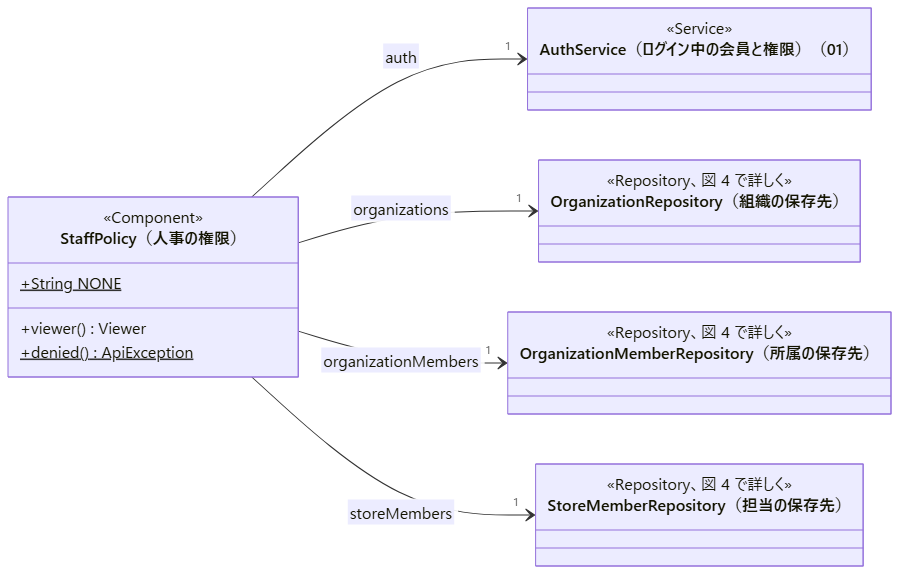 «Service»
AuthService（ログイン中の会員と権限）（01）
1
auth
«Repository、図 4 で詳しく»
OrganizationRepository（組織の保存先）
1
organizations
«Component»
StaffPolicy（人事の権限）
+String NONE
+viewer() : Viewer
+denied() : ApiException
«Repository、図 4 で詳しく»
OrganizationMemberRepository（所属の保存先）
1
organizationMembers
«Repository、図 4 で詳しく»
StoreMemberRepository（担当の保存先）
1
storeMembers